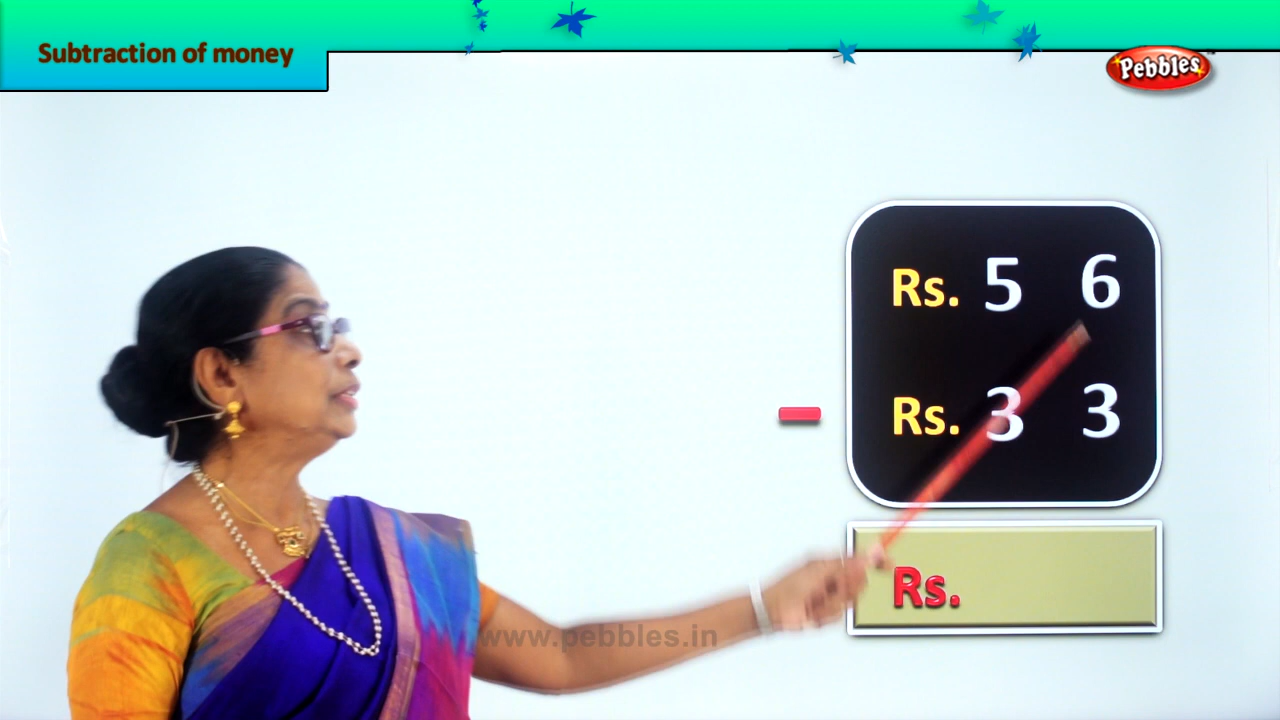 Subtraction of money
Pebbles
Rs. 5 6
- Rs. 3 3
Rs.
www.pebbles.in